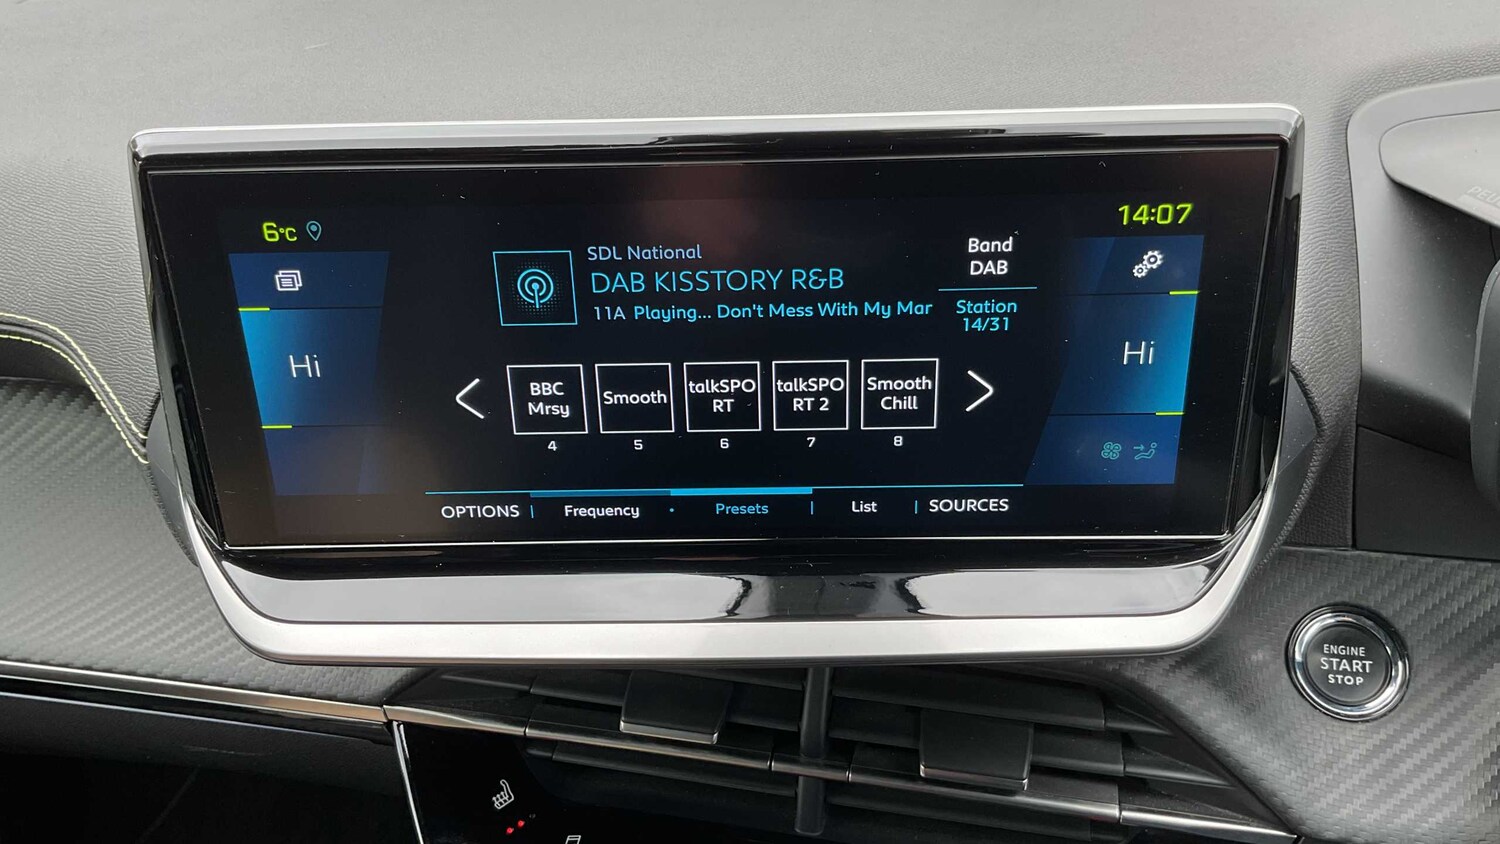 6°C
14:07
SDL National
DAB KISSTORY R&B
11A Playing... Don't Mess With My Mar
Band
DAB
Station
14/31
Hi
Hi
BBC
Mrsy
Smooth
talkSPO
RT
talkSPO
RT 2
Smooth
Chill
4
5
6
7
8
OPTIONS
Frequency
Presets
List
SOURCES
ENGINE
START
STOP